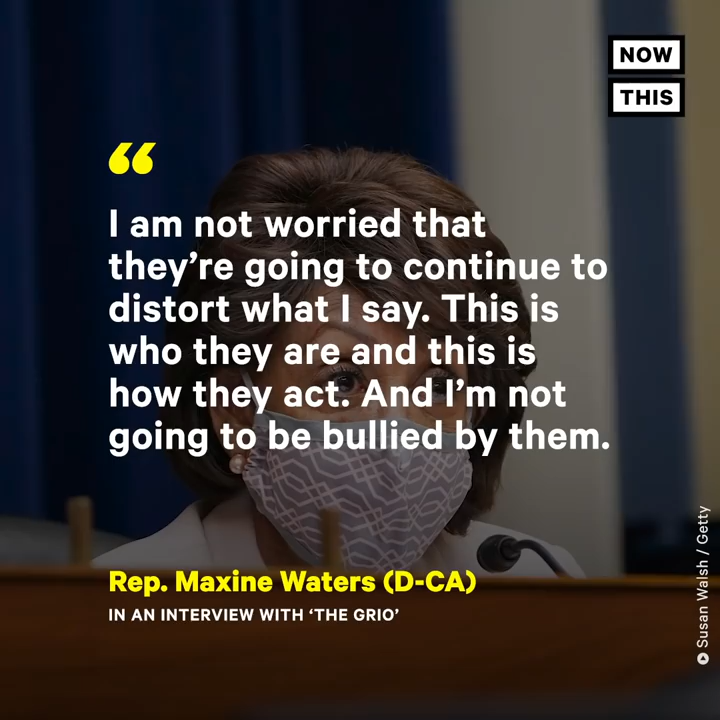 NOW
THIS
“
I am not worried that
they’re going to continue to
distort what I say. This is
who they are and this is
how they act. And I’m not
going to be bullied by them.
Rep. Maxine Waters (D-CA)
IN AN INTERVIEW WITH ‘THE GRIO’
Susan Walsh / Getty